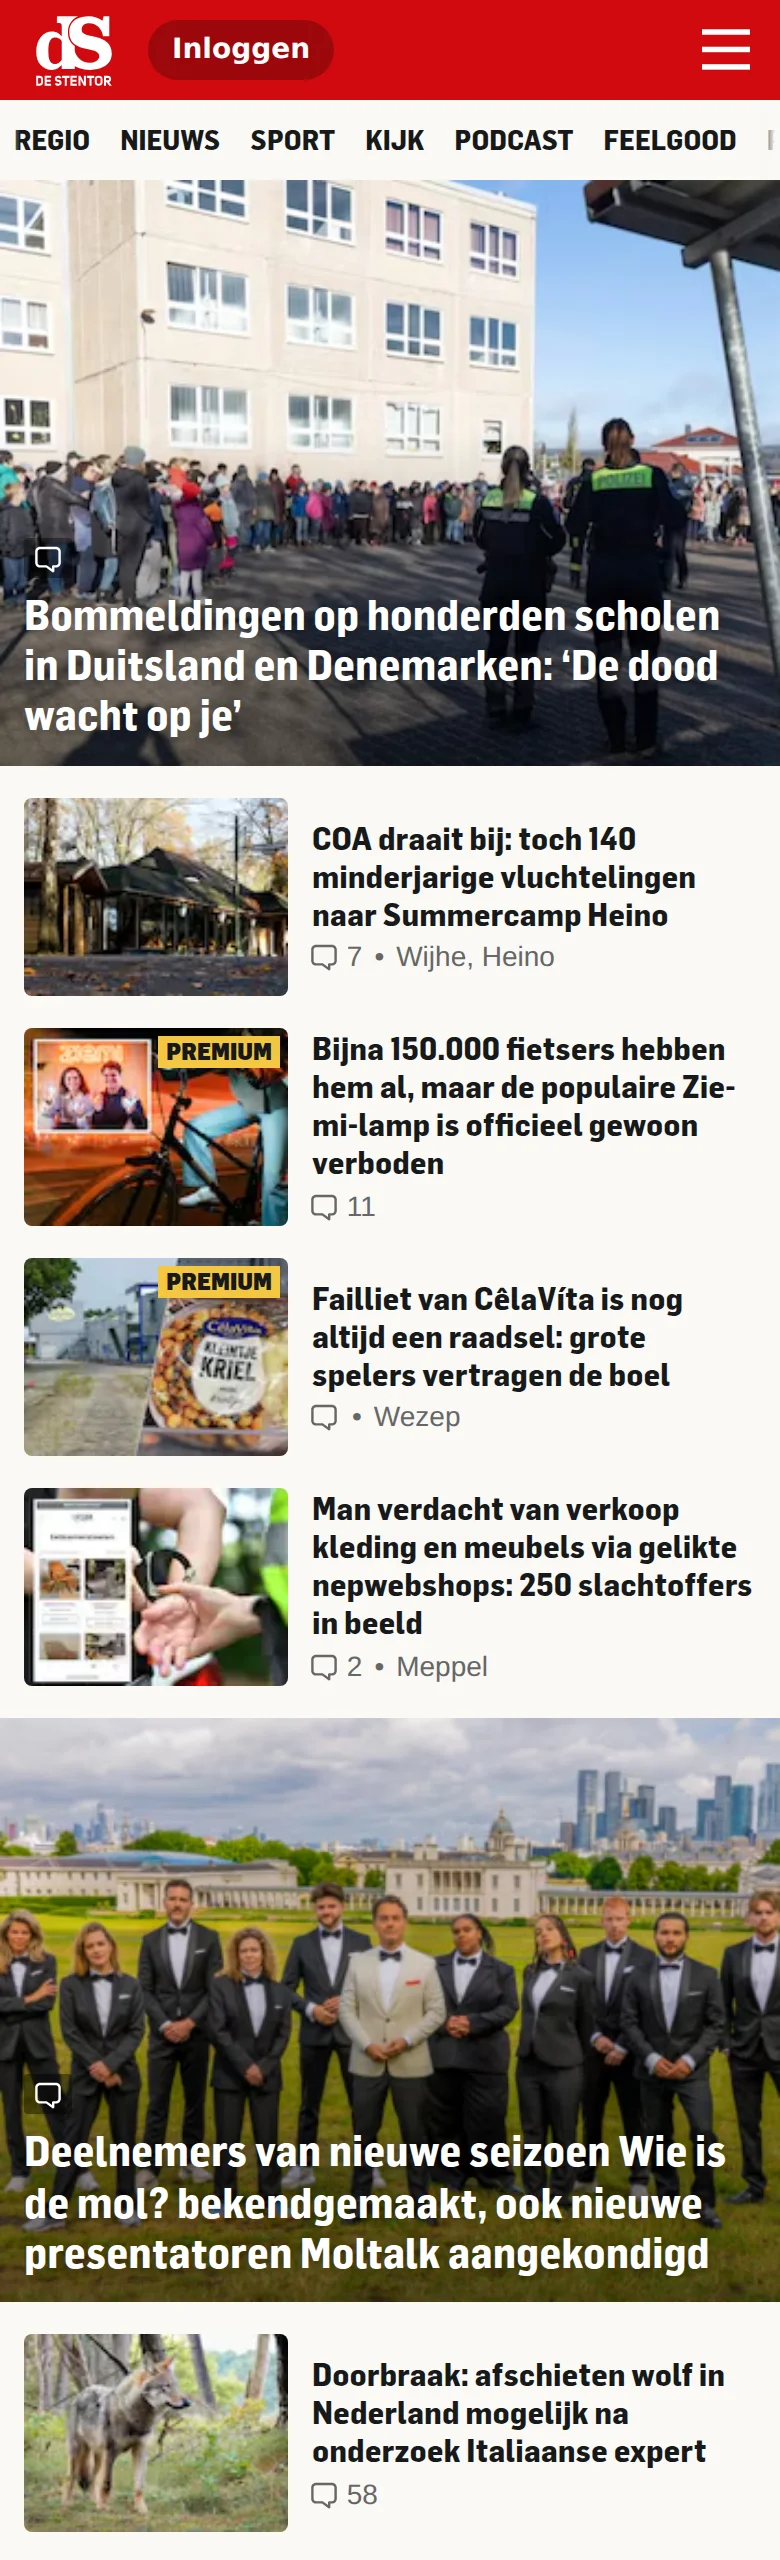 dS
DE STENTOR
Inloggen
REGIO NIEUWS SPORT KIJK PODCAST FEELGOOD
POLIZEI
Bommeldingen op honderden scholen
in Duitsland en Denemarken: ‘De dood
wacht op je’
COA draait bij: toch 140
minderjarige vluchtelingen
naar Summercamp Heino
7 • Wijhe, Heino
ziemi
PREMIUM
Bijna 150.000 fietsers hebben
hem al, maar de populaire Zie-
mi-lamp is officieel gewoon
verboden
11
PREMIUM
CêlaVíta
KLEINTJE
KRIEL
Failliet van CêlaVíta is nog
altijd een raadsel: grote
spelers vertragen de boel
• Wezep
Man verdacht van verkoop
kleding en meubels via gelikte
nepwebshops: 250 slachtoffers
in beeld
2 • Meppel
Deelnemers van nieuwe seizoen Wie is
de mol? bekendgemaakt, ook nieuwe
presentatoren Moltalk aangekondigd
Doorbraak: afschieten wolf in
Nederland mogelijk na
onderzoek Italiaanse expert
58